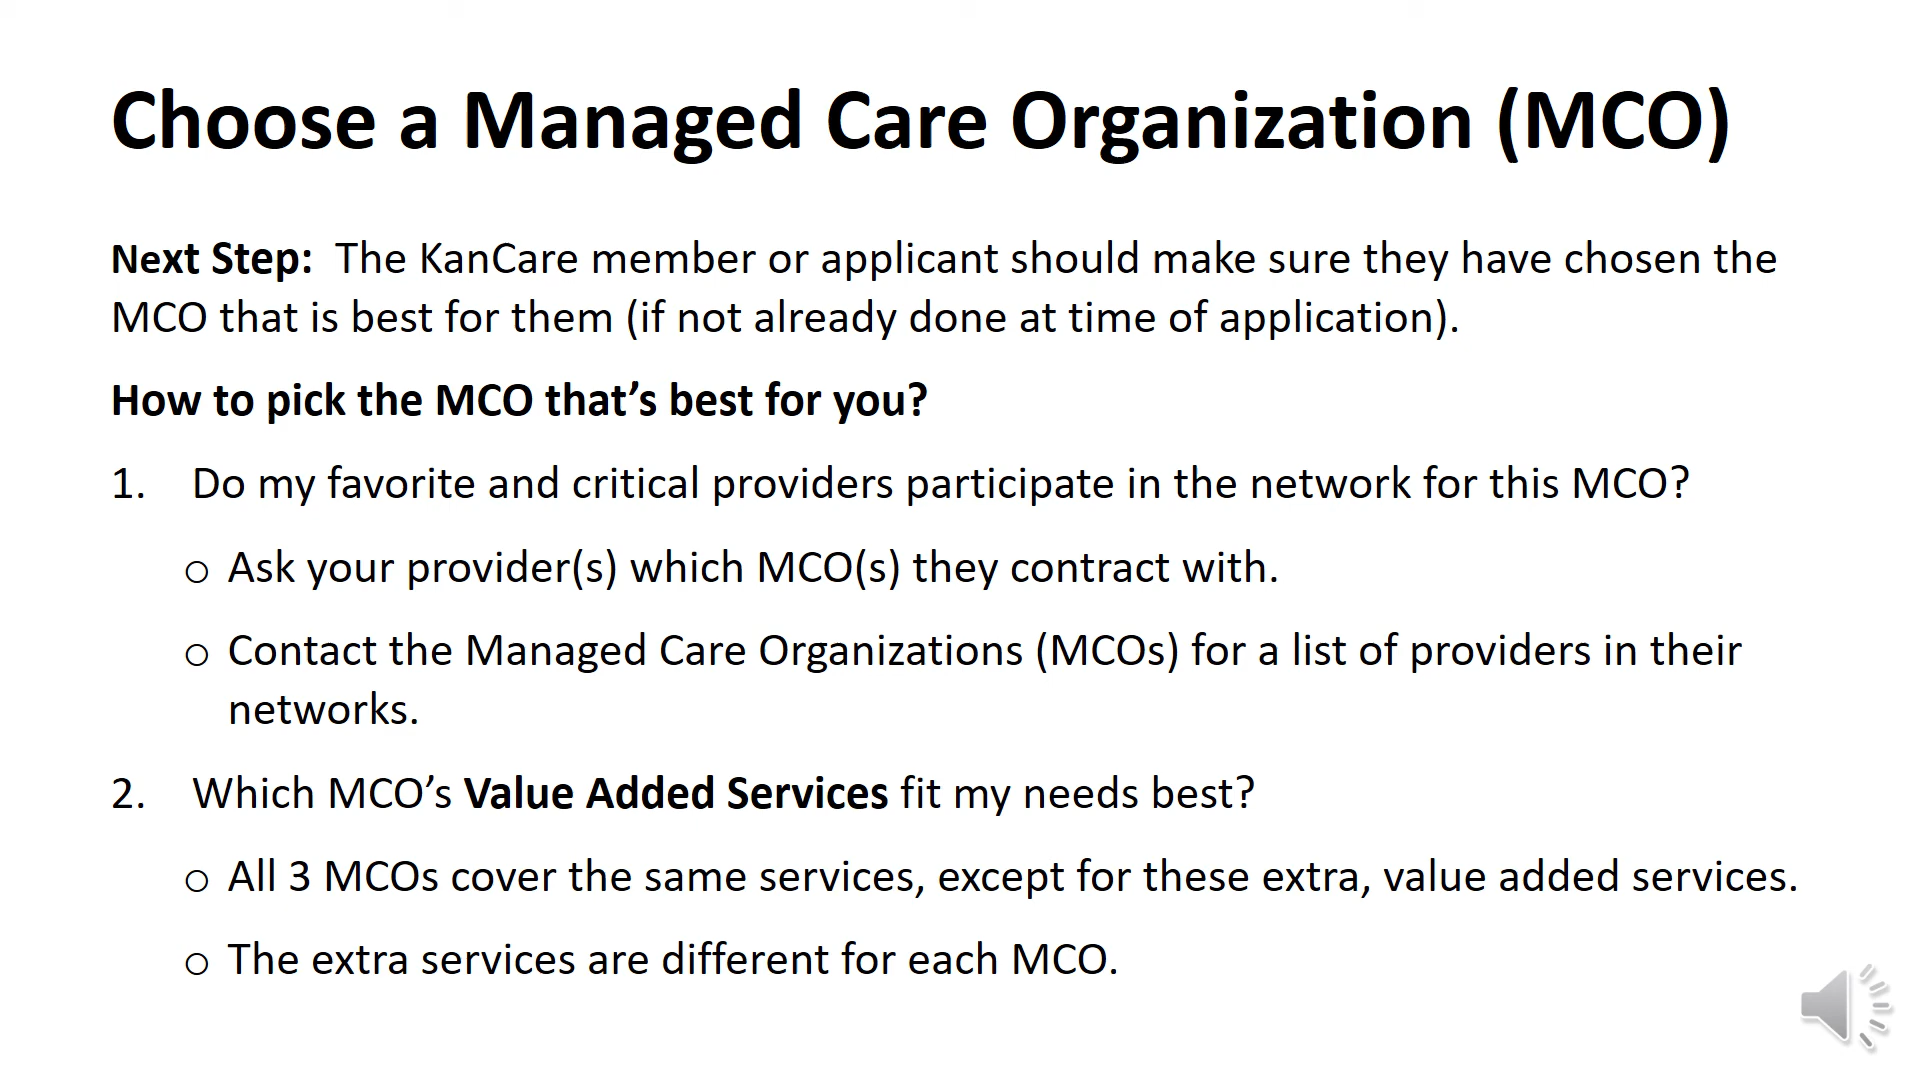 Choose a Managed Care Organization (MCO)
Next Step:  The KanCare member or applicant should make sure they have chosen the
MCO that is best for them (if not already done at time of application).
How to pick the MCO that’s best for you?
1. Do my favorite and critical providers participate in the network for this MCO?
o Ask your provider(s) which MCO(s) they contract with.
o Contact the Managed Care Organizations (MCOs) for a list of providers in their
networks.
2. Which MCO’s Value Added Services fit my needs best?
o All 3 MCOs cover the same services, except for these extra, value added services.
o The extra services are different for each MCO.